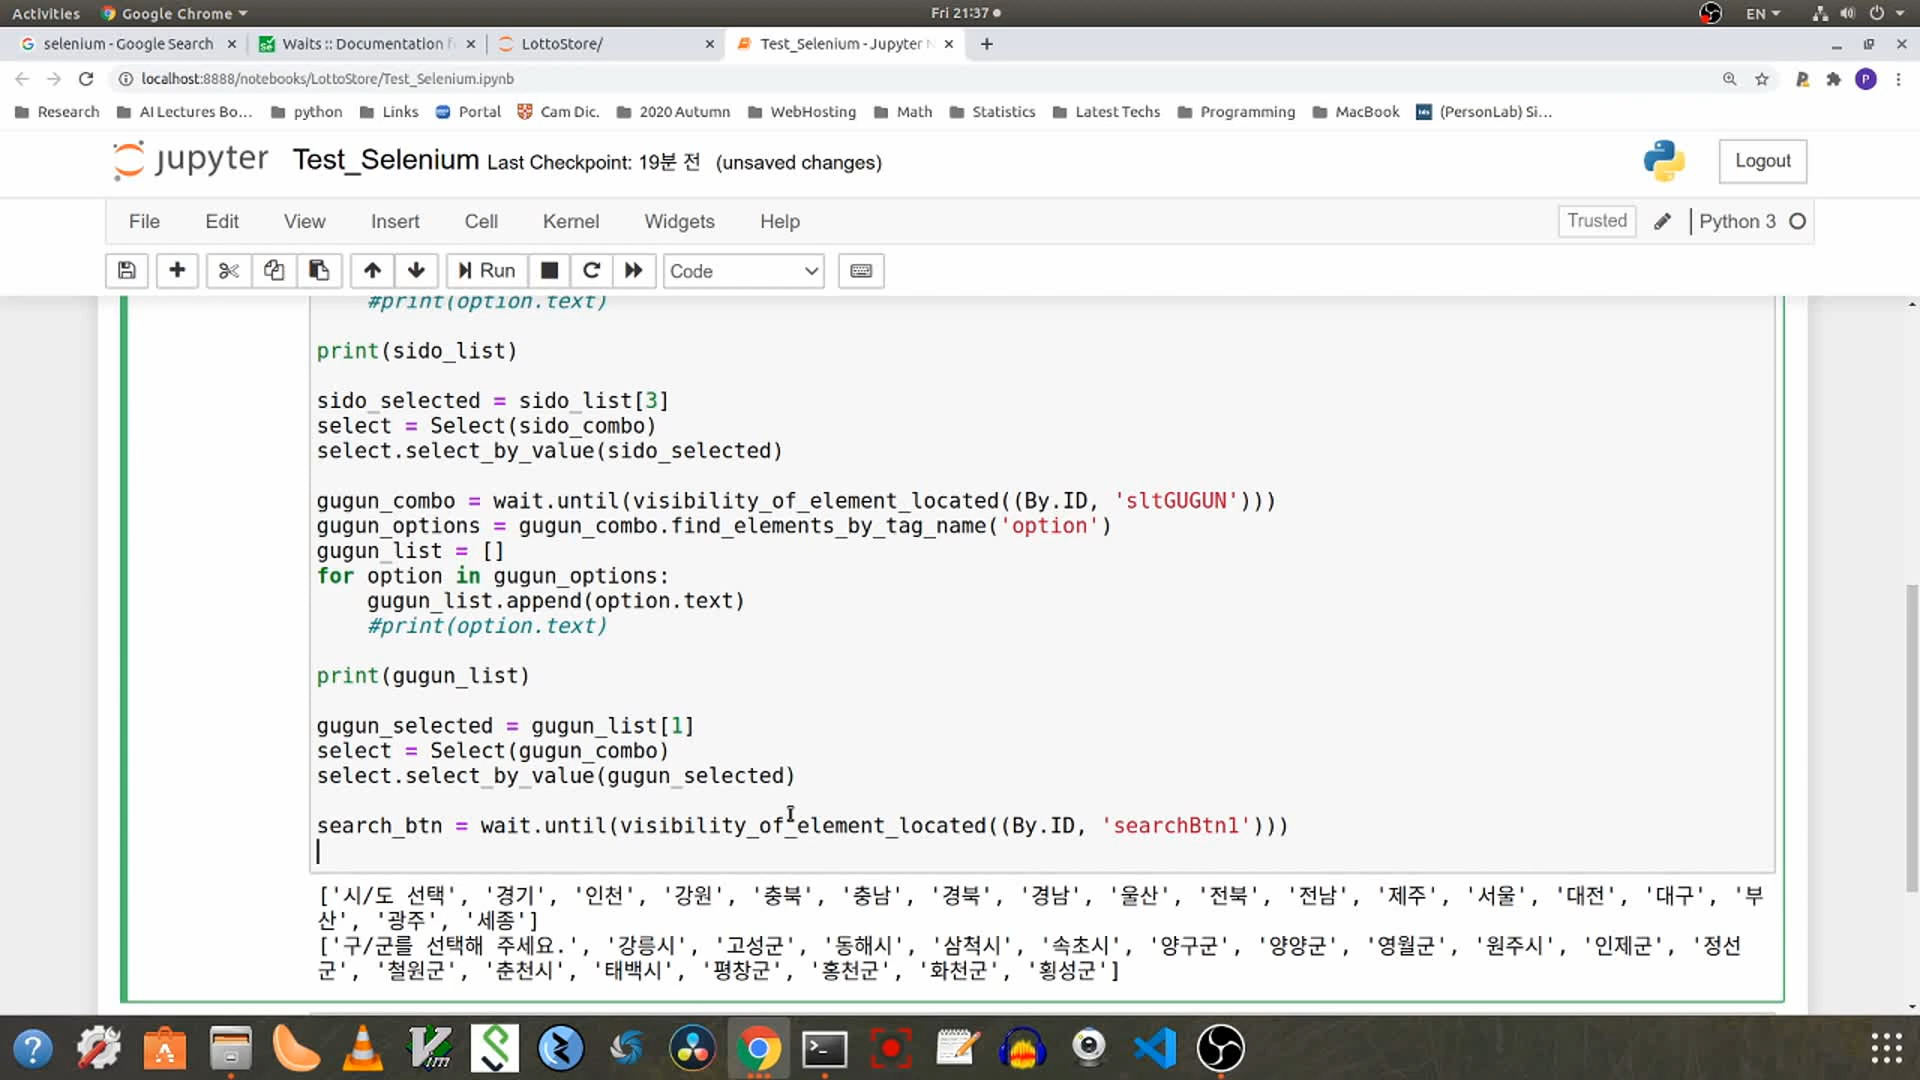 Activities Google Chrome Fri 21:37 EN
selenium - Google Search Waits :: Documentation f LottoStore/ Test_Selenium - Jupyter N
localhost:8888/notebooks/LottoStore/Test_Selenium.ipynb
Research AI Lectures Bo... python Links Portal Cam Dic. 2020 Autumn WebHosting Math Statistics Latest Techs Programming MacBook (PersonLab) Si...
jupyter Test_Selenium Last Checkpoint: 19분 전 (unsaved changes) Logout
File Edit View Insert Cell Kernel Widgets Help Trusted Python 3
Run Code
#print(option.text)
print(sido_list)
sido_selected = sido_list[3]
select = Select(sido_combo)
select.select_by_value(sido_selected)
gugun_combo = wait.until(visibility_of_element_located((By.ID, 'sltGUGUN')))
gugun_options = gugun_combo.find_elements_by_tag_name('option')
gugun_list = []
for option in gugun_options:
    gugun_list.append(option.text)
    #print(option.text)
print(gugun_list)
gugun_selected = gugun_list[1]
select = Select(gugun_combo)
select.select_by_value(gugun_selected)
search_btn = wait.until(visibility_of_element_located((By.ID, 'searchBtn1')))
['시/도 선택', '경기', '인천', '강원', '충북', '충남', '경북', '경남', '울산', '전북', '전남', '제주', '서울', '대전', '대구', '부
산', '광주', '세종']
['구/군를 선택해 주세요.', '강릉시', '고성군', '동해시', '삼척시', '속초시', '양구군', '양양군', '영월군', '원주시', '인제군', '정선
군', '철원군', '춘천시', '태백시', '평창군', '홍천군', '화천군', '횡성군']